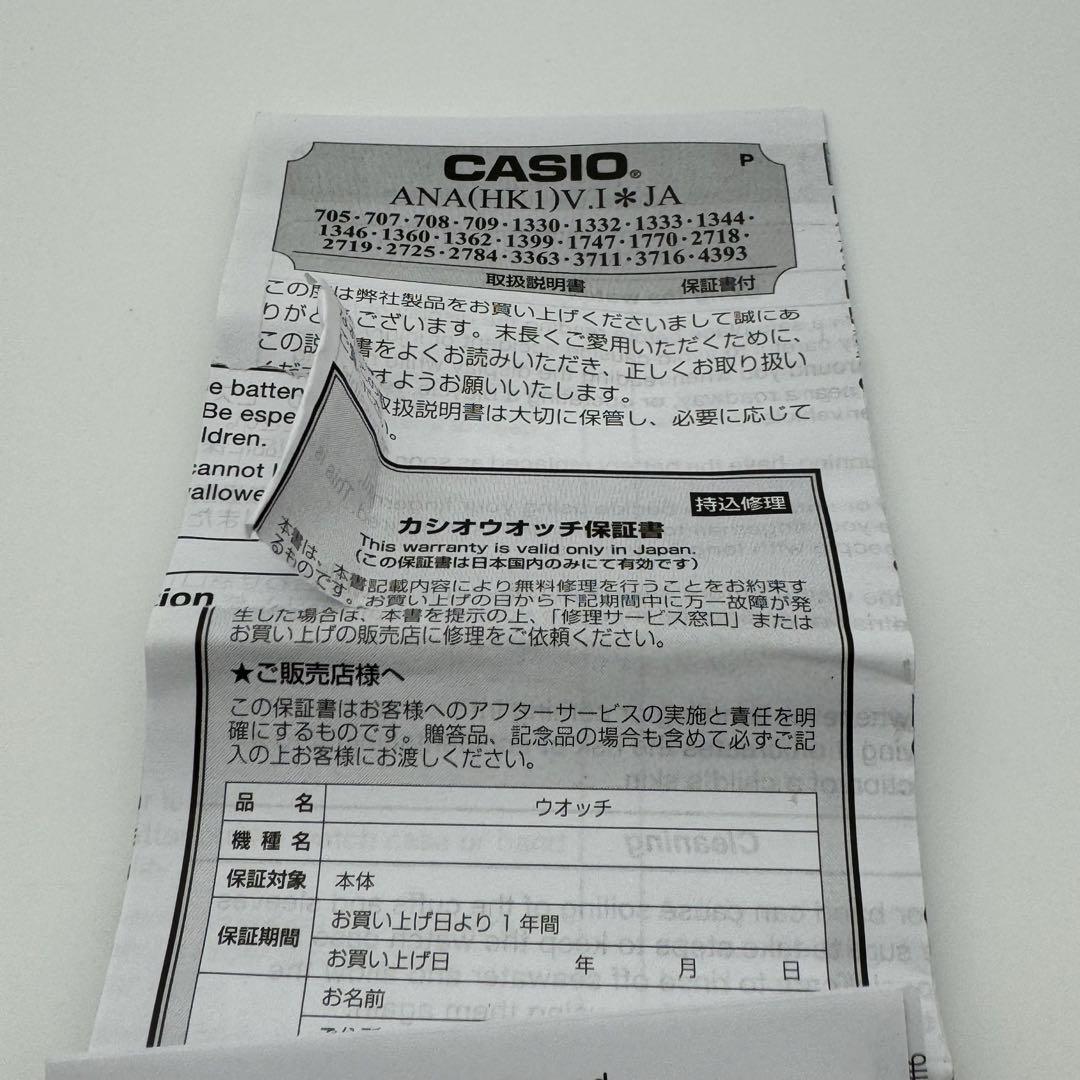 CASIO®
P
ANA(HK1)V.I＊JA
705・707・708・709・1330・1332・1333・1344・
1346・1360・1362・1399・1747・1770・2718・
2719・2725・2784・3363・3711・3716・4393
取扱説明書 保証書付
この度は弊社製品をお買い上げくださいまして誠にあ
りがと ございます。末長くご愛用いただくために、
この説 書をよくお読みいただき、正しくお取り扱い
すようお願いいたします。
取扱説明書は大切に保管し、必要に応じて
。
e batter
Be espe
ldren.
cannot
allowe
tion
持込修理
カシオウオッチ保証書
This warranty is valid only in Japan.
(この保証書は日本国内のみにて有効です)
本書は、本書記載内容により無料修理を行うことをお約束す
るものです。お買い上げの日から下記期間中に万一故障が発
生した場合は、本書を提示の上、「修理サービス窓口」または
お買い上げの販売店に修理をご依頼ください。
★ご販売店様へ
この保証書はお客様へのアフターサービスの実施と責任を明
確にするものです。贈答品、記念品の場合も含めて必ずご記
入の上お客様にお渡しください。
品名 ウオッチ
機種名
保証対象 本体
保証期間 お買い上げ日より1年間
お買い上げ日 年 月 日
お名前